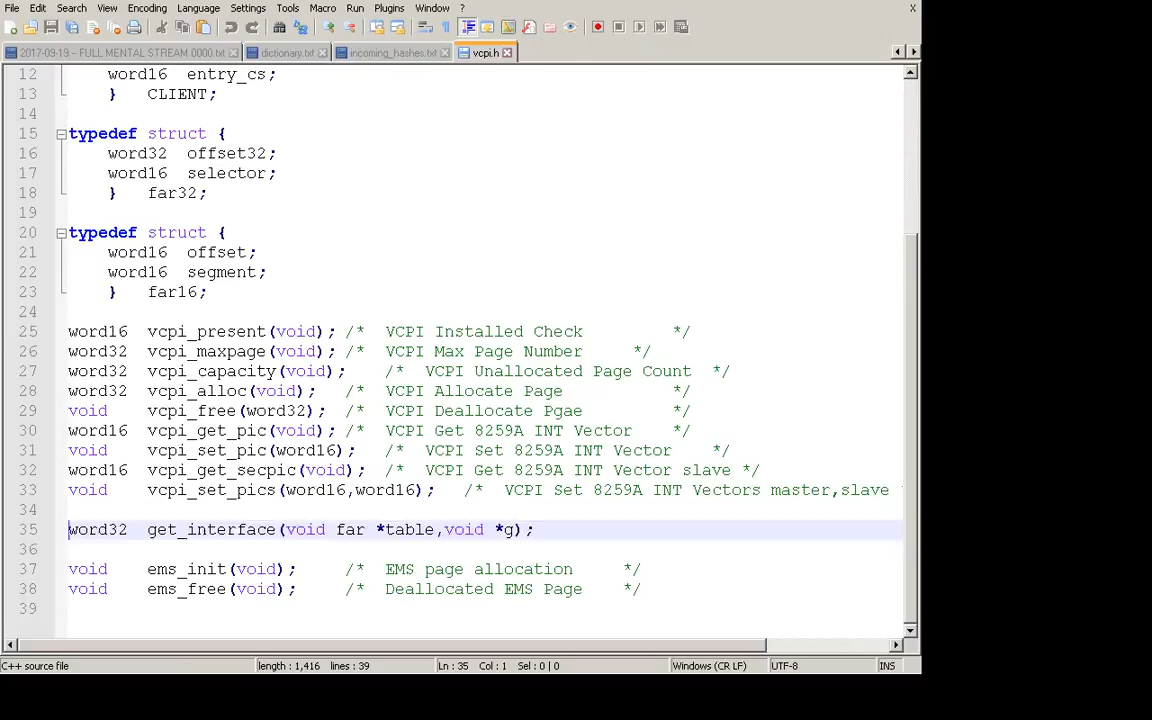 File Edit Search View Encoding Language Settings Tools Macro Run Plugins Window ? X
2017-09-19 – FULL MENTAL STREAM 0000.txt dictionary.txt incoming_hashes.txt vcpi.h
12 word16 entry_cs;
13 } CLIENT;
14
15 typedef struct {
16 word32 offset32;
17 word16 selector;
18 } far32;
19
20 typedef struct {
21 word16 offset;
22 word16 segment;
23 } far16;
24
25 word16 vcpi_present(void); /* VCPI Installed Check */
26 word32 vcpi_maxpage(void); /* VCPI Max Page Number */
27 word32 vcpi_capacity(void); /* VCPI Unallocated Page Count */
28 word32 vcpi_alloc(void); /* VCPI Allocate Page */
29 void vcpi_free(word32); /* VCPI Deallocate Pgae */
30 word16 vcpi_get_pic(void); /* VCPI Get 8259A INT Vector */
31 void vcpi_set_pic(word16); /* VCPI Set 8259A INT Vector */
32 word16 vcpi_get_secpic(void); /* VCPI Get 8259A INT Vector slave */
33 void vcpi_set_pics(word16,word16); /* VCPI Set 8259A INT Vectors master,slave
34
35 word32 get_interface(void far *table,void *g);
36
37 void ems_init(void); /* EMS page allocation */
38 void ems_free(void); /* Deallocated EMS Page */
39
C++ source file length : 1,416 lines : 39 Ln : 35 Col : 1 Sel : 0 | 0 Windows (CR LF) UTF-8 INS